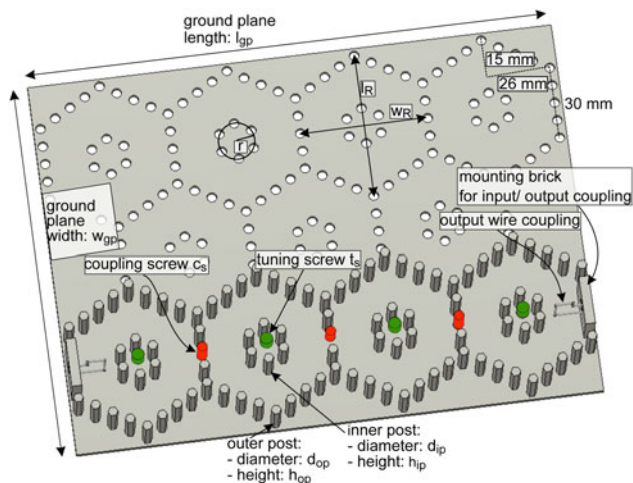 ground plane
length: lgp
15 mm
26 mm
30 mm
lR
wR
r
mounting brick
for input/ output coupling
output wire coupling
ground
plane
width: wgp
coupling screw cs
tuning screw ts
outer post:
- diameter: dop
- height: hop
inner post:
- diameter: dip
- height: hip